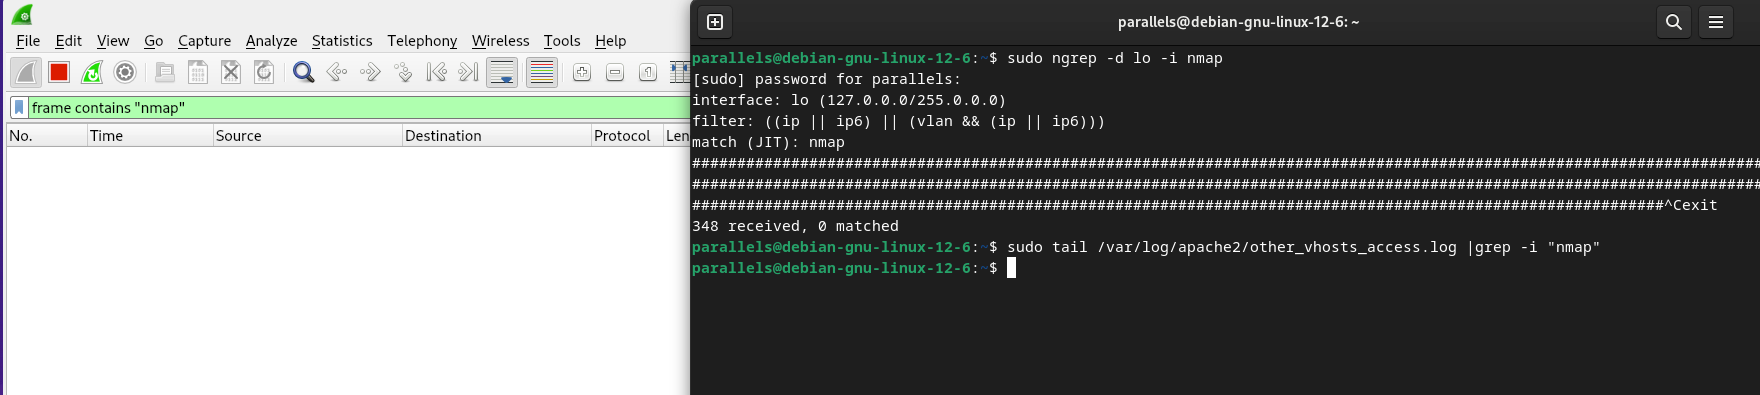 File Edit View Go Capture Analyze Statistics Telephony Wireless Tools Help
frame contains "nmap"
No. Time Source Destination Protocol Len
parallels@debian-gnu-linux-12-6: ~
parallels@debian-gnu-linux-12-6:~$ sudo ngrep -d lo -i nmap
[sudo] password for parallels:
interface: lo (127.0.0.0/255.0.0.0)
filter: ((ip || ip6) || (vlan && (ip || ip6)))
match (JIT): nmap
#######################################################################################################################
#######################################################################################################################
############################################################################################################^Cexit
348 received, 0 matched
parallels@debian-gnu-linux-12-6:~$ sudo tail /var/log/apache2/other_vhosts_access.log |grep -i "nmap"
parallels@debian-gnu-linux-12-6:~$